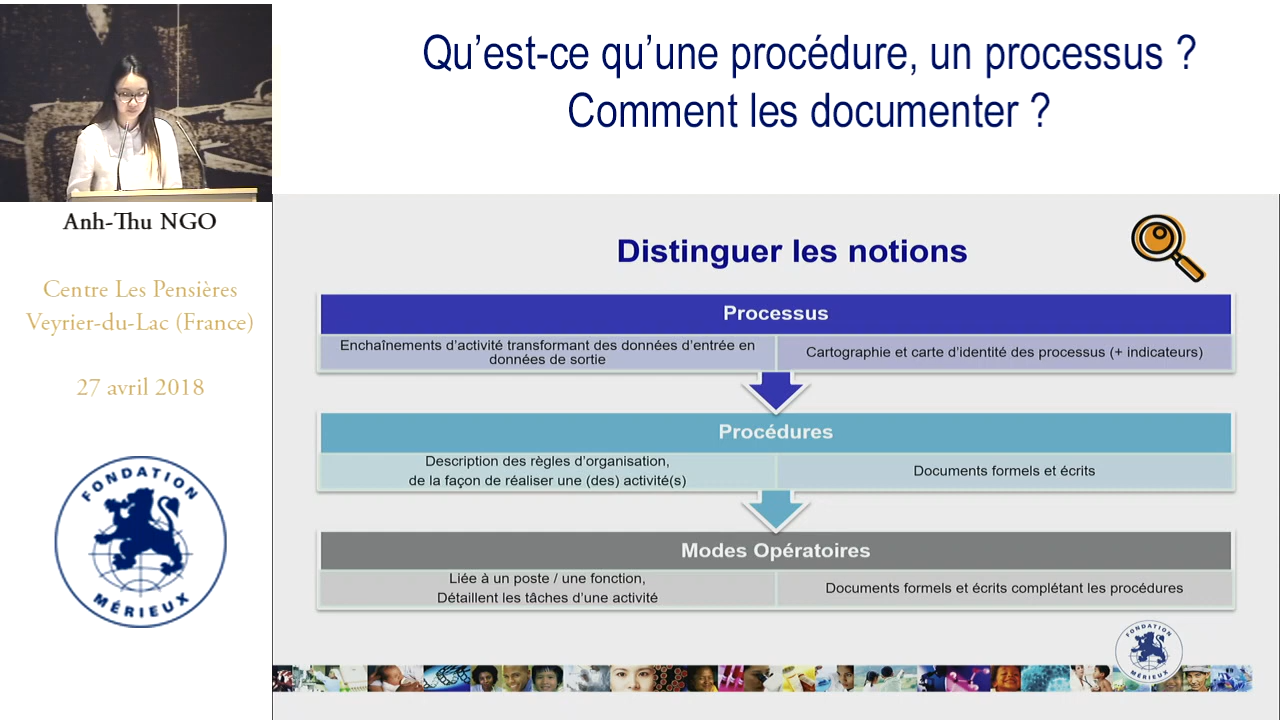 Qu’est-ce qu’une procédure, un processus ?
Comment les documenter ?
Anh-Thu NGO
Centre Les Pensières
Veyrier-du-Lac (France)
27 avril 2018
FONDATION
MÉRIEUX
Distinguer les notions
Processus
Enchaînements d’activité transformant des données d’entrée en
données de sortie
Cartographie et carte d’identité des processus (+ indicateurs)
Procédures
Description des règles d’organisation,
de la façon de réaliser une (des) activité(s)
Documents formels et écrits
Modes Opératoires
Liée à un poste / une fonction,
Détaillent les tâches d’une activité
Documents formels et écrits complétant les procédures
FONDATION
MÉRIEUX